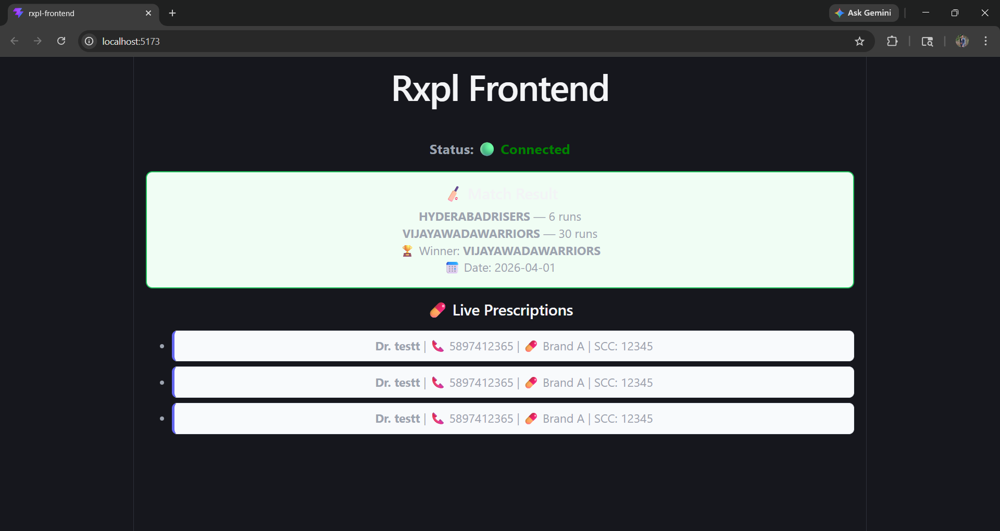 rxpl-frontend
Ask Gemini
localhost:5173
Rxpl Frontend
Status: 🟢 Connected
🏏 Match Result
HYDERABADRISERS — 6 runs
VIJAYAWADAWARRIORS — 30 runs
🏆 Winner: VIJAYAWADAWARRIORS
📅 Date: 2026-04-01
💊 Live Prescriptions
Dr. testt | 📞 5897412365 | 💊 Brand A | SCC: 12345
Dr. testt | 📞 5897412365 | 💊 Brand A | SCC: 12345
Dr. testt | 📞 5897412365 | 💊 Brand A | SCC: 12345